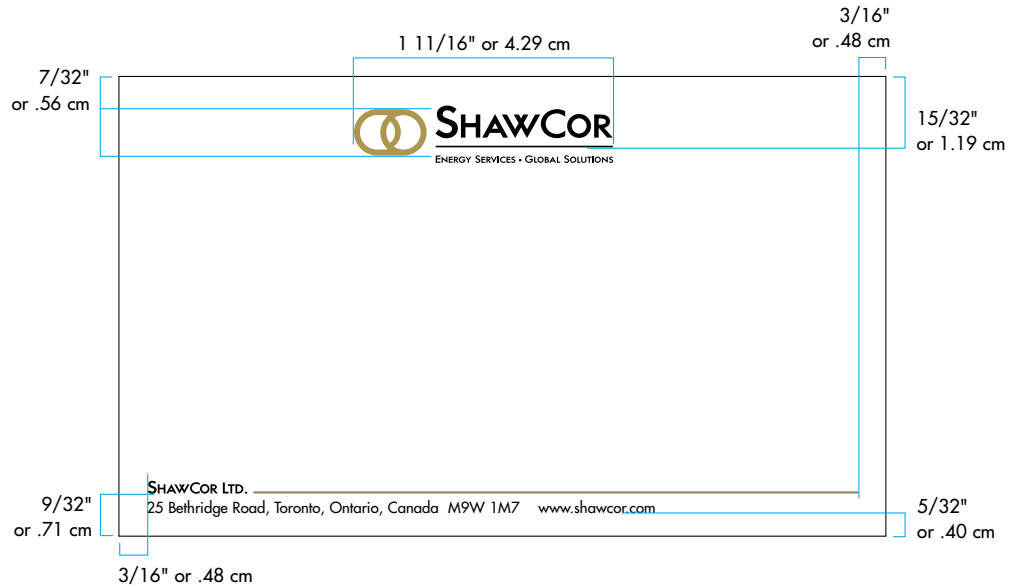 3/16"
or .48 cm
1 11/16" or 4.29 cm
7/32"
or .56 cm
SHAWCOR
ENERGY SERVICES • GLOBAL SOLUTIONS
15/32"
or 1.19 cm
SHAWCOR LTD.
25 Bethridge Road, Toronto, Ontario, Canada M9W 1M7 www.shawcor.com
9/32"
or .71 cm
5/32"
or .40 cm
3/16" or .48 cm